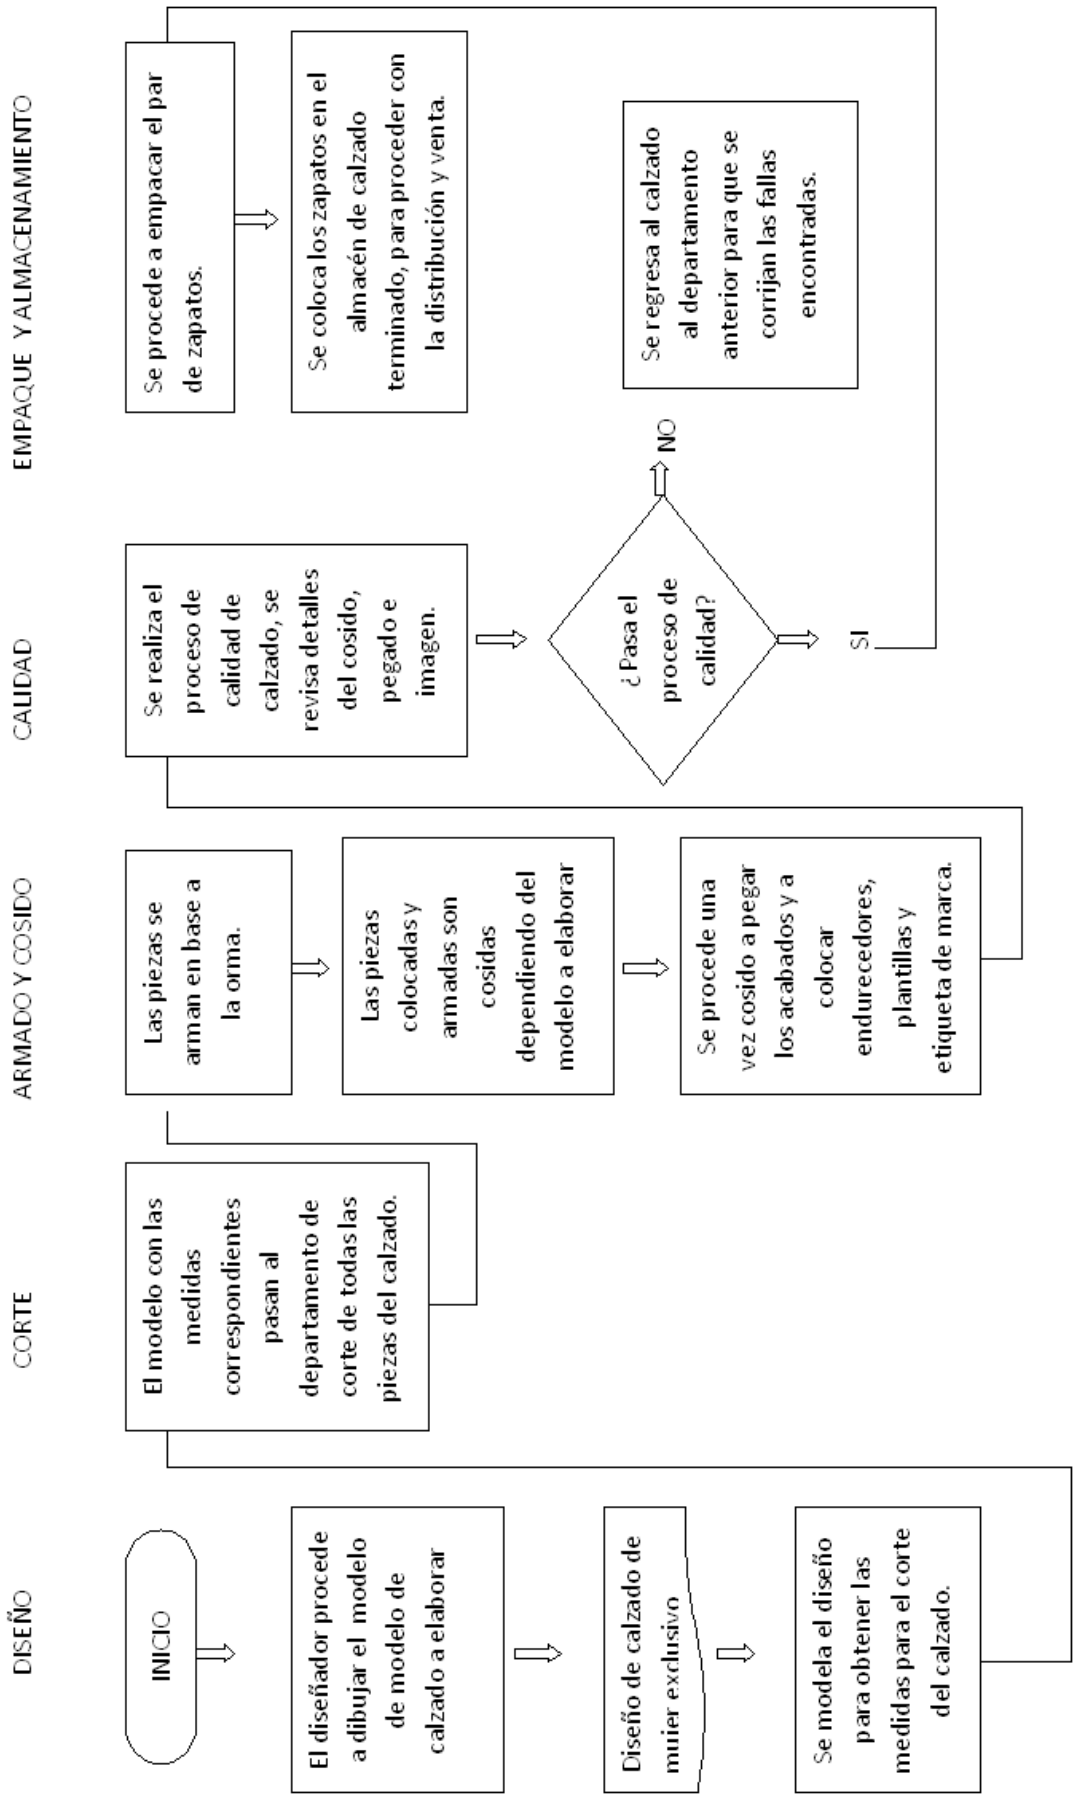 DISEÑO
CORTE
ARMADO Y COSIDO
CALIDAD
EMPAQUE Y ALMACENAMIENTO
INICIO
El diseñador procede
a dibujar el modelo
de modelo de
calzado a elaborar
Diseño de calzado de
mujer exclusivo
Se modela el diseño
para obtener las
medidas para el corte
del calzado.
El modelo con las
medidas
correspondientes
pasan al
departamento de
corte de todas las
piezas del calzado.
Las piezas se
arman en base a
la orma.
Las piezas
colocadas y
armadas son
cosidas
dependiendo del
modelo a elaborar
Se procede una
vez cosido a pegar
los acabados y a
colocar
endurecedores,
plantillas y
etiqueta de marca.
Se realiza el
proceso de
calidad de
calzado, se
revisa detalles
del cosido,
pegado e
imagen.
¿Pasa el
proceso de
calidad?
NO
SI
Se procede a empacar el par
de zapatos.
Se coloca los zapatos en el
almacén de calzado
terminado, para proceder con
la distribución y venta.
Se regresa al calzado
al departamento
anterior para que se
corrijan las fallas
encontradas.